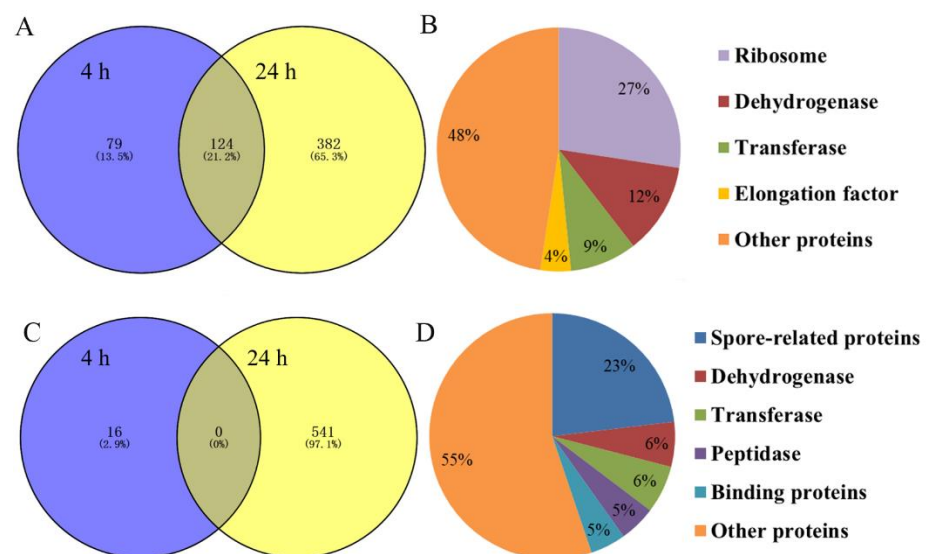 A
4 h
24 h
79
(13.5%)
124
(21.2%)
382
(65.3%)
B
27%
12%
9%
4%
48%
Ribosome
Dehydrogenase
Transferase
Elongation factor
Other proteins
C
4 h
24 h
16
(2.9%)
0
(0%)
541
(97.1%)
D
23%
6%
6%
5%
5%
55%
Spore-related proteins
Dehydrogenase
Transferase
Peptidase
Binding proteins
Other proteins